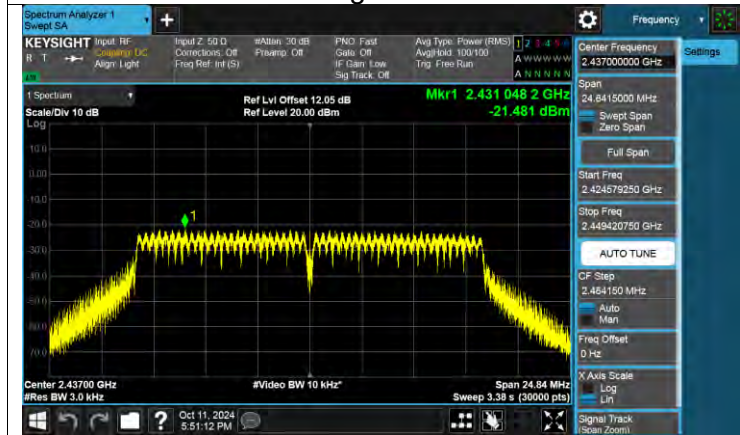 Spectrum Analyzer 1
Swept SA
Frequency
KEYSIGHT
R T
Input: RF
Coupling: DC
Align: Light
Input Z: 50 Ω
Corrections: Off
Freq Ref: Int (S)
#Atten: 30 dB
Preamp: Off
PNO: Fast
Gate: Off
IF Gain: Low
Sig Track: Off
Avg Type: Power (RMS)
Avg|Hold: 100/100
Trig: Free Run
1 2 3 4 5 6
A W W W W W
A N N N N N
1 Spectrum
Scale/Div 10 dB
Ref Lvl Offset 12.05 dB
Ref Level 20.00 dBm
Mkr1 2.431 048 2 GHz
-21.481 dBm
Log
10.0
0.00
-10.0
-20.0
-30.0
-40.0
-50.0
-60.0
-70.0
1
Center 2.43700 GHz
#Res BW 3.0 kHz
#Video BW 10 kHz*
Span 24.84 MHz
Sweep 3.38 s (30000 pts)
Center Frequency
2.437000000 GHz
Settings
Span
24.8415000 MHz
Swept Span
Zero Span
Full Span
Start Freq
2.424579250 GHz
Stop Freq
2.449420750 GHz
AUTO TUNE
CF Step
2.484150 MHz
Auto
Man
Freq Offset
0 Hz
X Axis Scale
Log
Lin
Signal Track
(Span Zoom)
Oct 11, 2024
5:51:12 PM